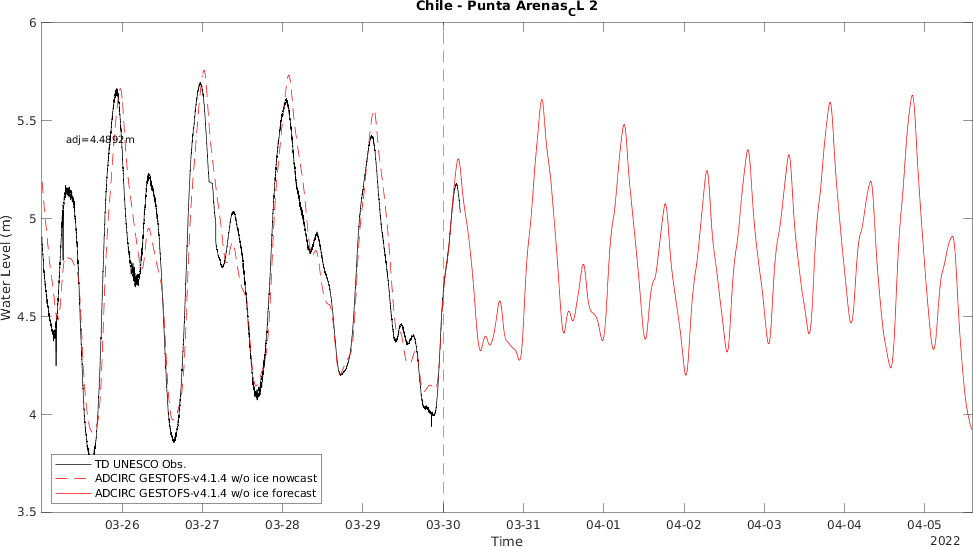 Chile - Punta Arenas_CL 2
6
5.5
5
4.5
4
3.5
Water Level (m)
adj=4.4892m
TD UNESCO Obs.
ADCIRC GESTOFS-v4.1.4 w/o ice nowcast
ADCIRC GESTOFS-v4.1.4 w/o ice forecast
03-26 03-27 03-28 03-29 03-30 03-31 04-01 04-02 04-03 04-04 04-05
Time
2022